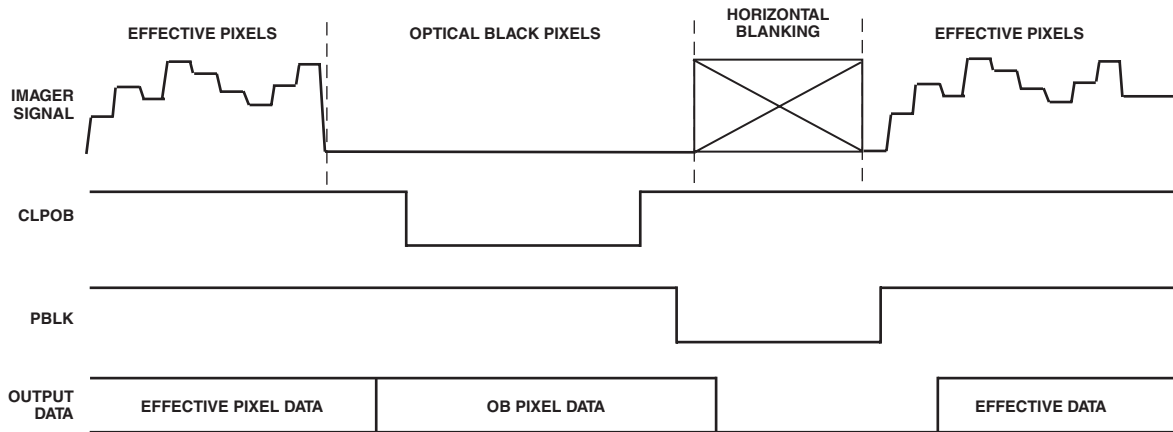 HORIZONTAL
BLANKING
EFFECTIVE PIXELS
OPTICAL BLACK PIXELS
EFFECTIVE PIXELS
IMAGER
SIGNAL
CLPOB
PBLK
OUTPUT
DATA
EFFECTIVE PIXEL DATA
OB PIXEL DATA
EFFECTIVE DATA